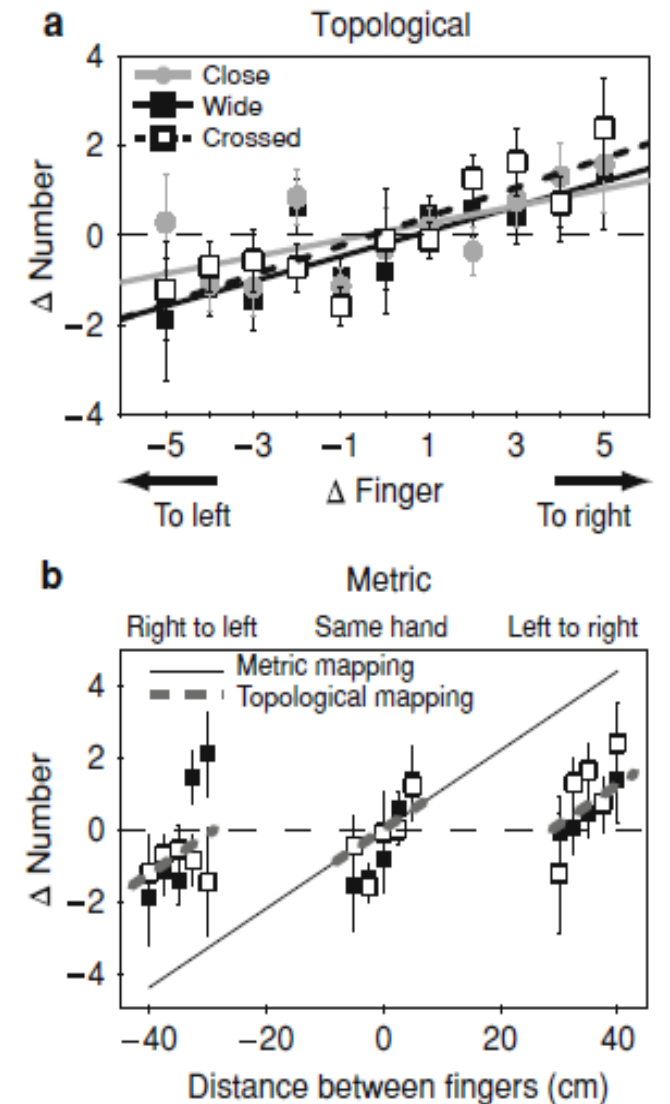 a
Topological
4
2
0
−2
−4
Δ Number
Close
Wide
Crossed
−5 −3 −1 1 3 5
Δ Finger
To left
To right
b
Metric
Right to left Same hand Left to right
Metric mapping
Topological mapping
4
2
0
−2
−4
Δ Number
−40 −20 0 20 40
Distance between fingers (cm)